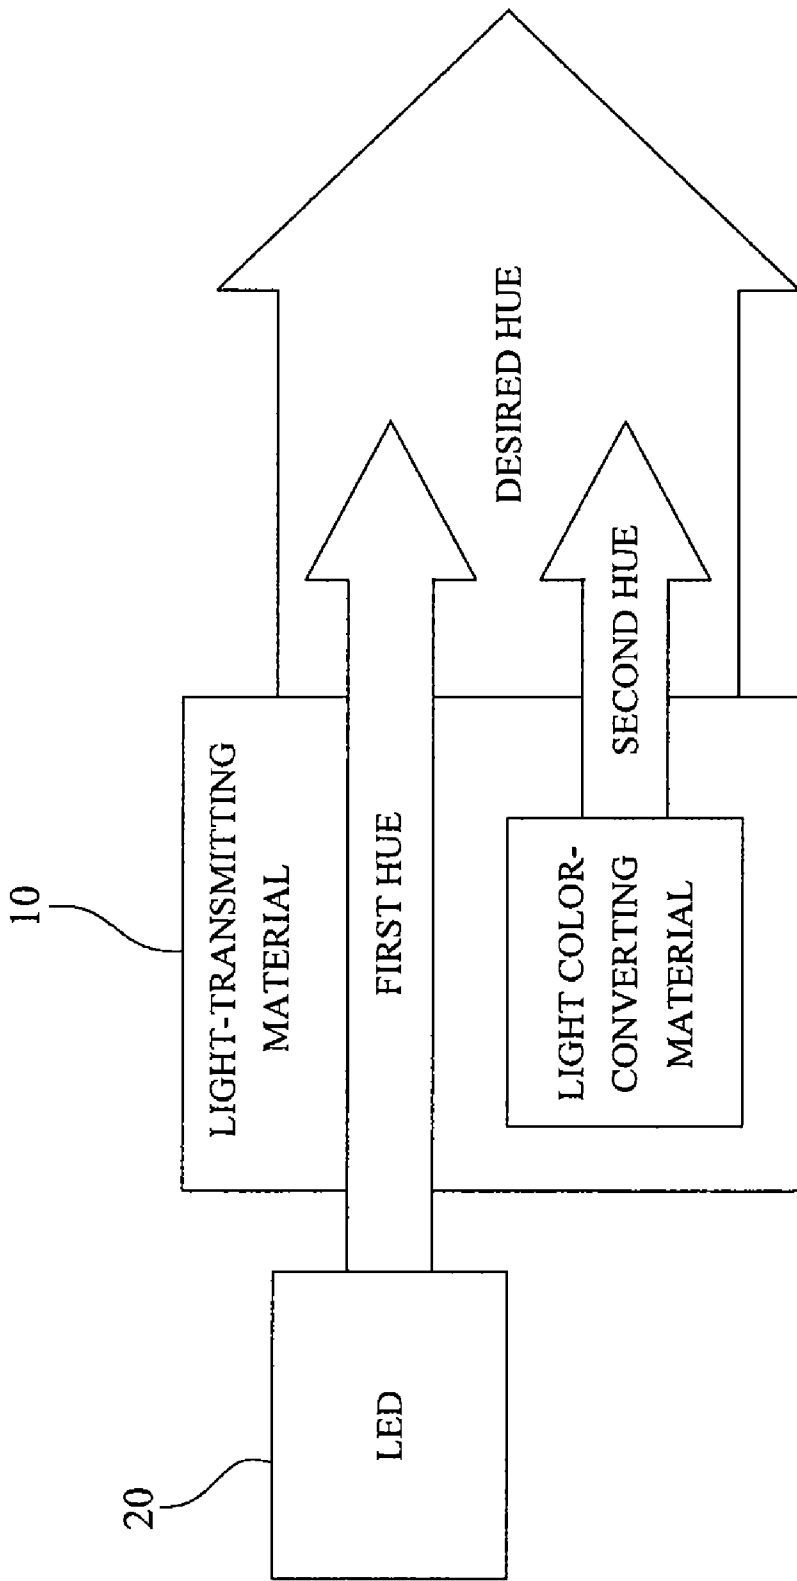 10
LIGHT-TRANSMITTING
MATERIAL
20
LED
FIRST HUE
DESIRED HUE
LIGHT COLOR-
CONVERTING
MATERIAL
SECOND HUE